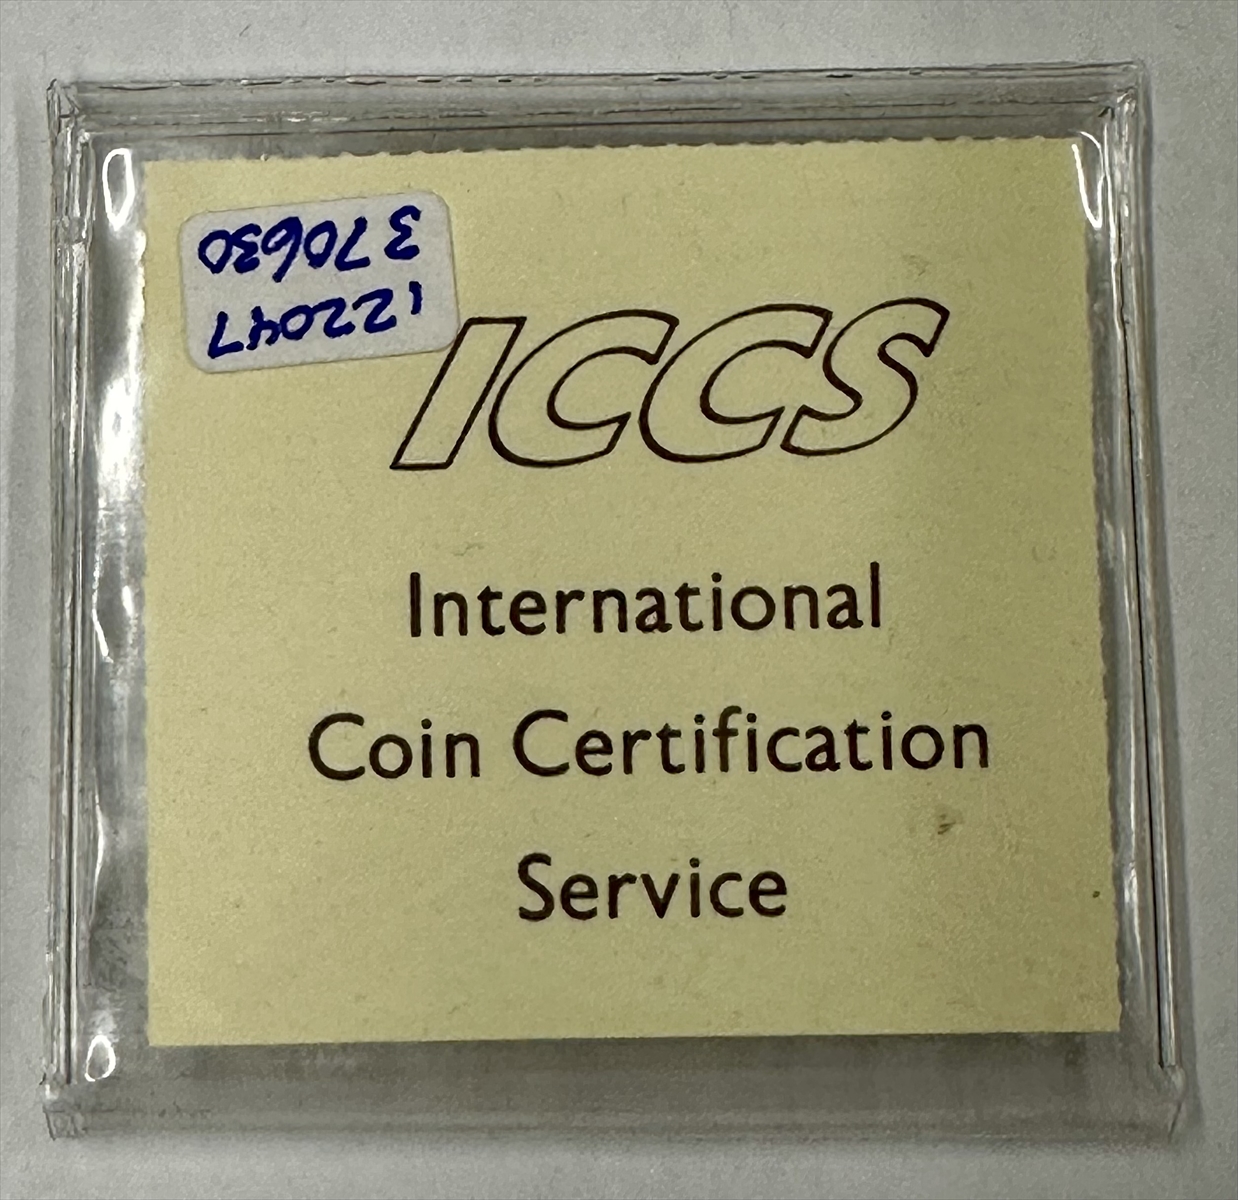 122047
370630
ICCS
International
Coin Certification
Service